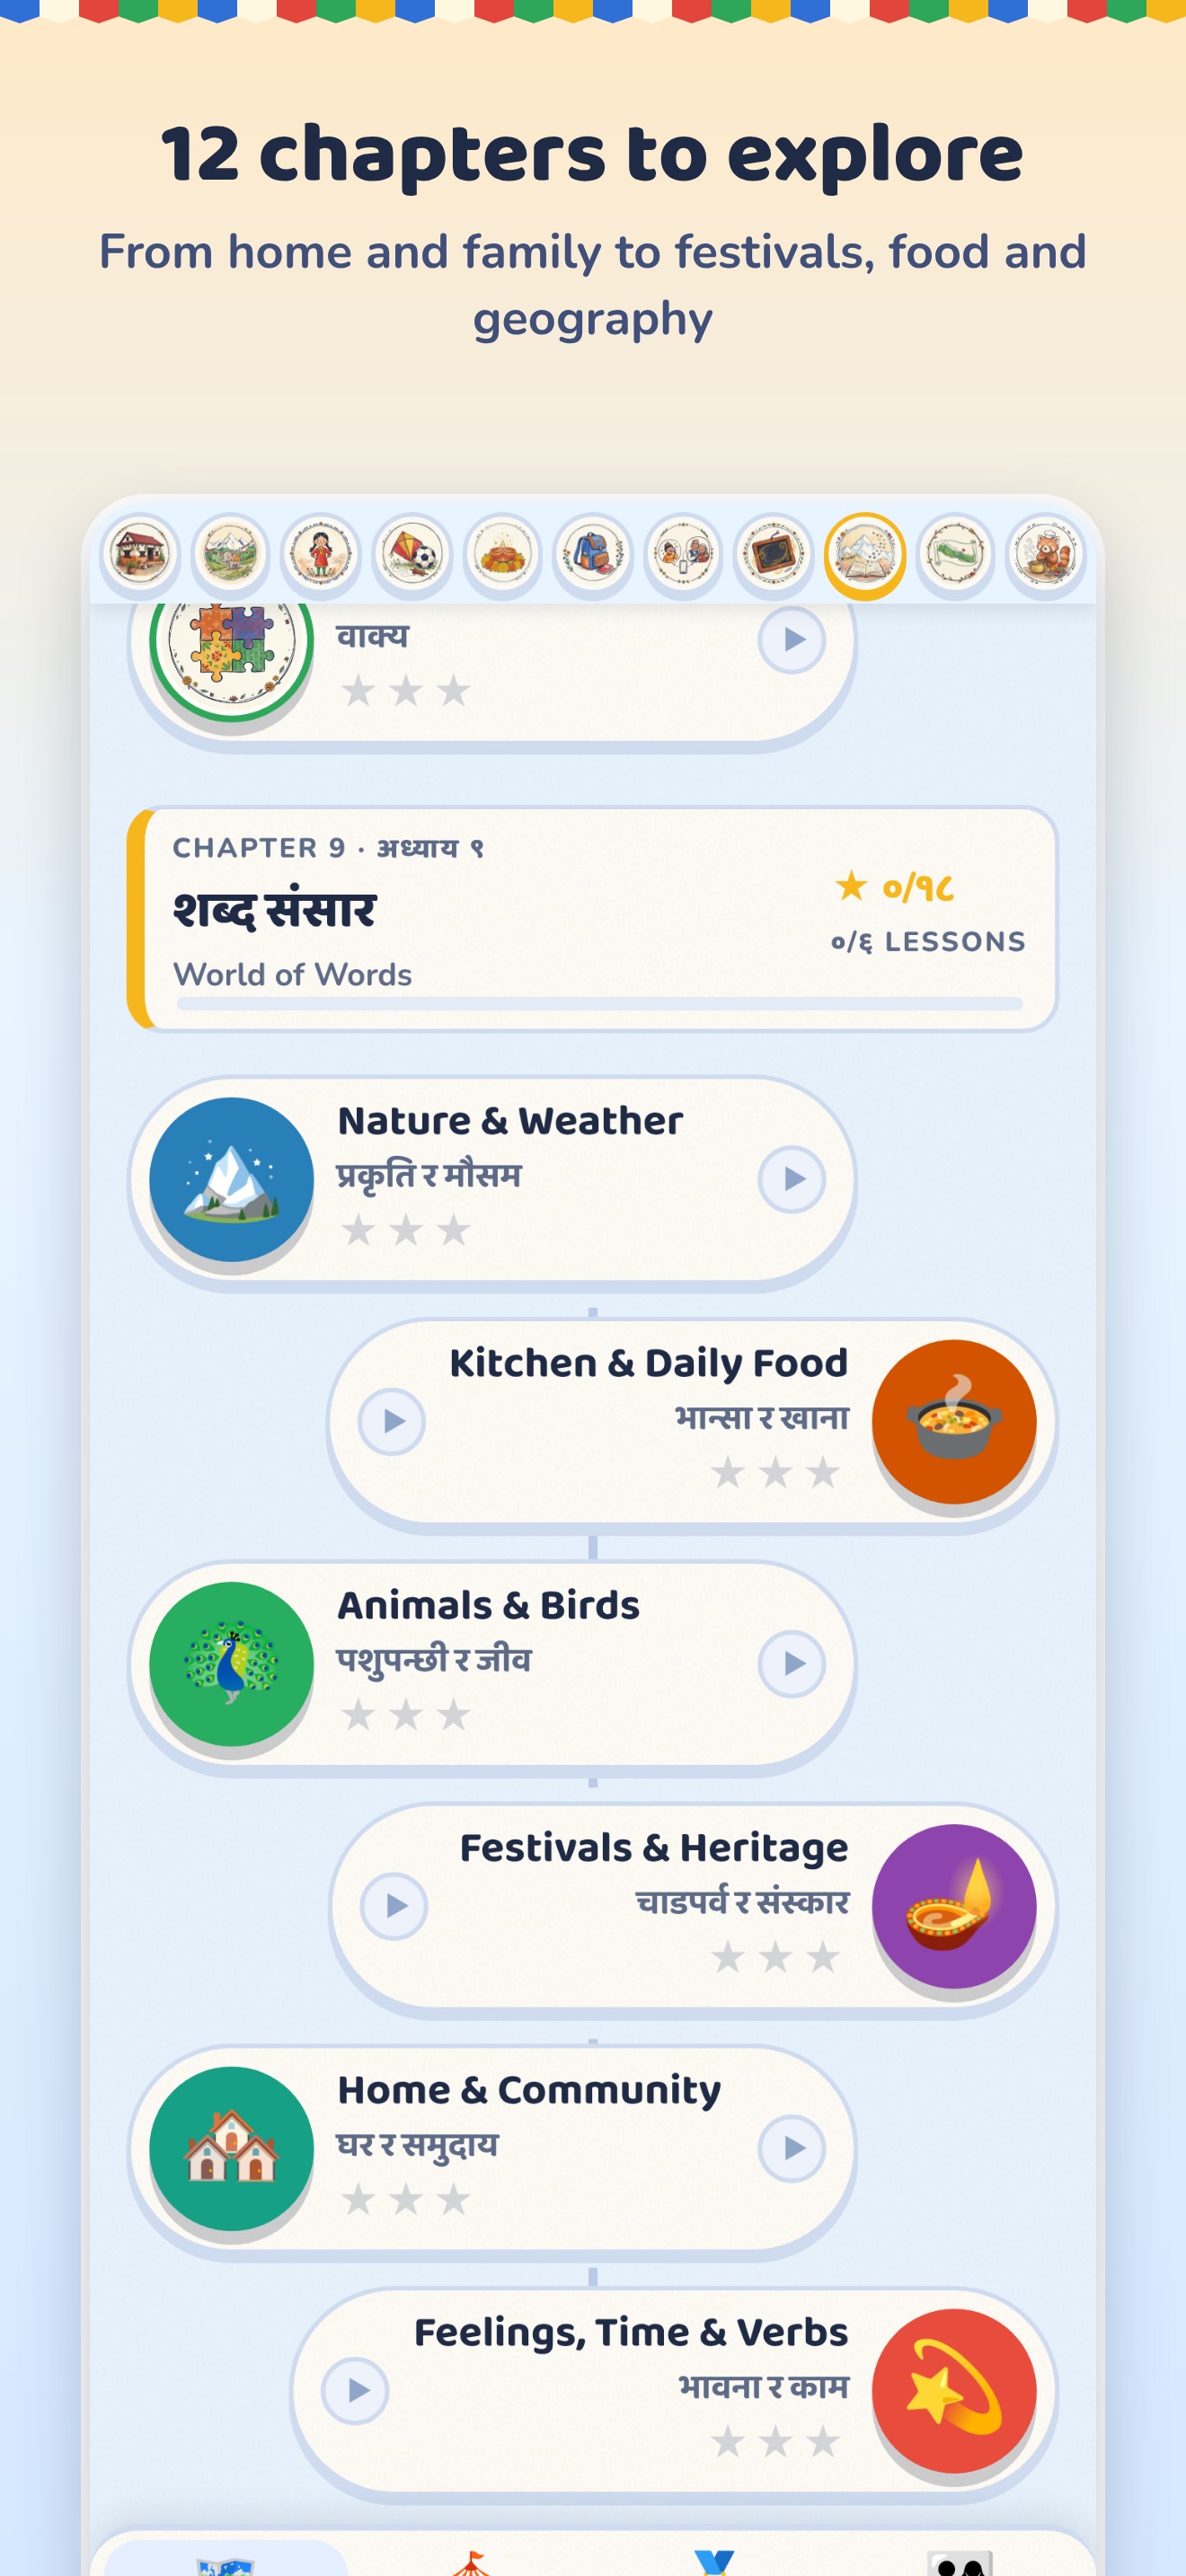 12 chapters to explore
From home and family to festivals, food and
geography
वाक्य
CHAPTER 9 · अध्याय ९
शब्द संसार
World of Words
★ ०/१८
०/६ LESSONS
Nature & Weather
प्रकृति र मौसम
Kitchen & Daily Food
भान्सा र खाना
Animals & Birds
पशुपन्छी र जीव
Festivals & Heritage
चाडपर्व र संस्कार
Home & Community
घर र समुदाय
Feelings, Time & Verbs
भावना र काम